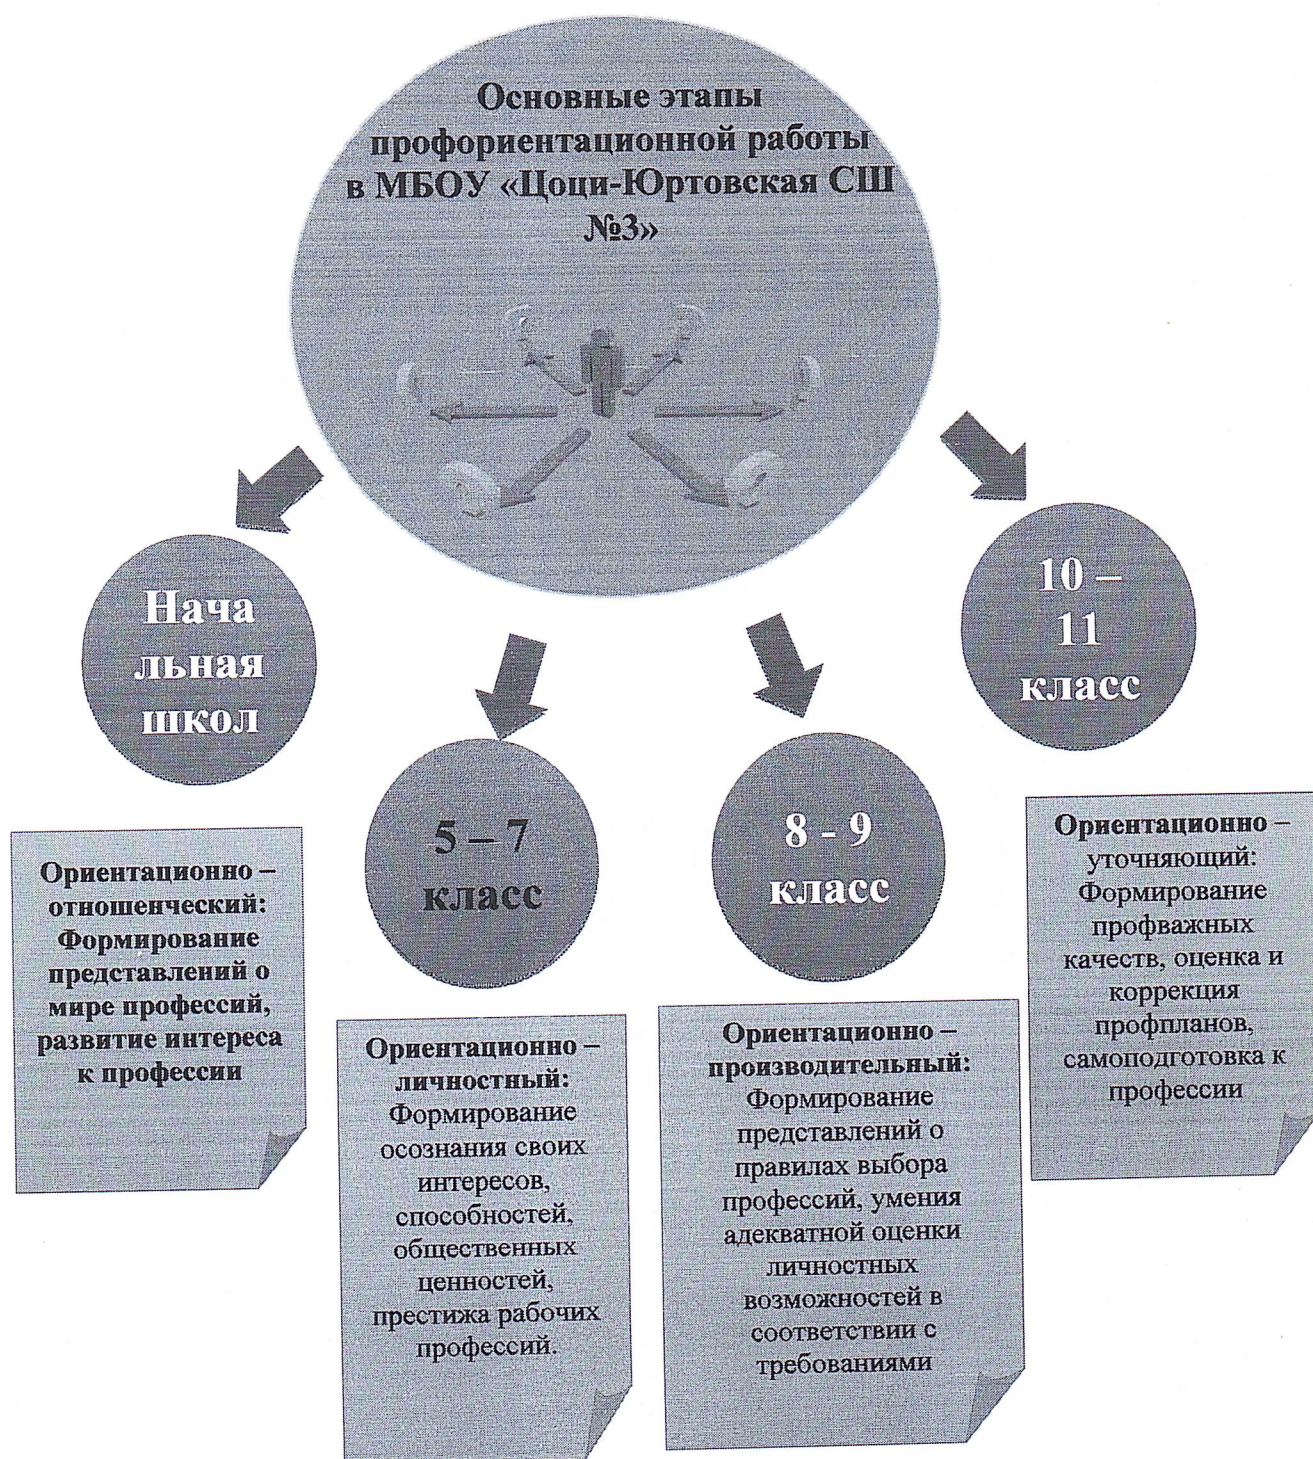 Основные этапы
профориентационной работы
в МБОУ «Цоци-Юртовская СШ
№3»
Нача
льная
школ
5 – 7
класс
8 - 9
класс
10 –
11
класс
Ориентационно –
отношенческий:
Формирование
представлений о
мире профессий,
развитие интереса
к профессии
Ориентационно –
личностный:
Формирование
осознания своих
интересов,
способностей,
общественных
ценностей,
престижа рабочих
профессий.
Ориентационно –
производительный:
Формирование
представлений о
правилах выбора
профессий, умения
адекватной оценки
личностных
возможностей в
соответствии с
требованиями
Ориентационно –
уточняющий:
Формирование
профважных
качеств, оценка и
коррекция
профпланов,
самоподготовка к
профессии